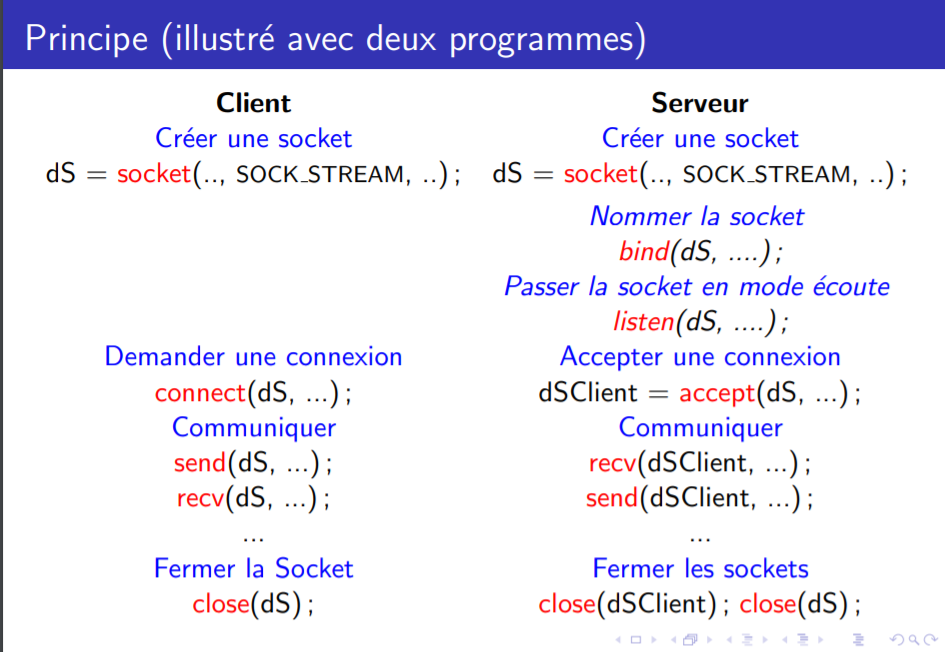 Principe (illustré avec deux programmes)
Client
Créer une socket
dS = socket(.., SOCK_STREAM, ..) ;
Demander une connexion
connect(dS, ...) ;
Communiquer
send(dS, ...) ;
recv(dS, ...) ;
...
Fermer la Socket
close(dS) ;
Serveur
Créer une socket
dS = socket(.., SOCK_STREAM, ..) ;
Nommer la socket
bind(dS, ....) ;
Passer la socket en mode écoute
listen(dS, ....) ;
Accepter une connexion
dSClient = accept(dS, ...) ;
Communiquer
recv(dSClient, ...) ;
send(dSClient, ...) ;
...
Fermer les sockets
close(dSClient) ; close(dS) ;